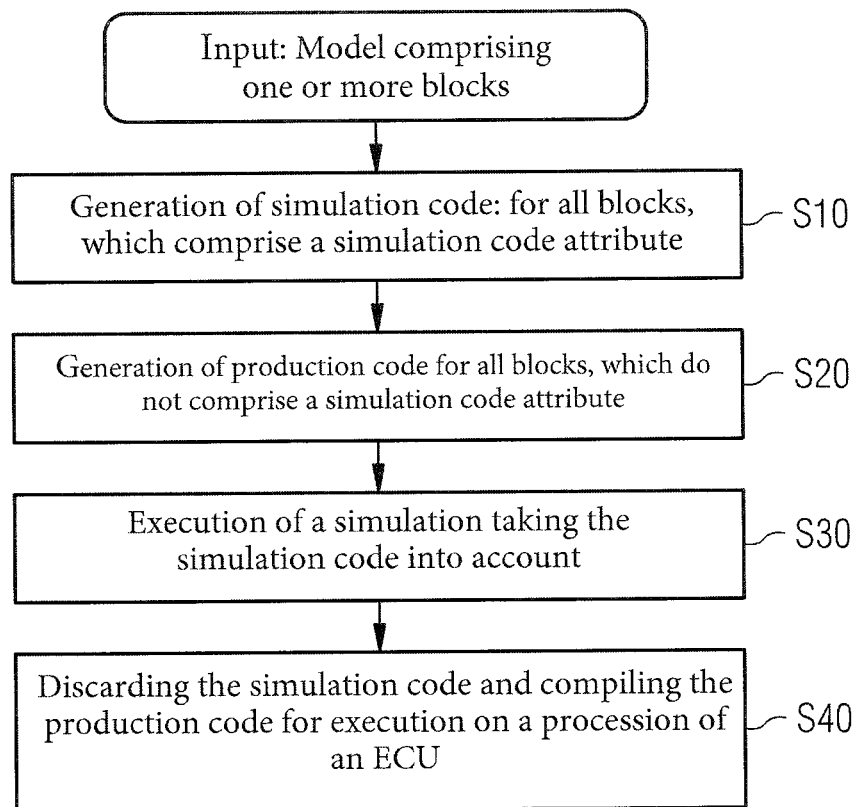 Input: Model comprising
one or more blocks
Generation of simulation code: for all blocks,
which comprise a simulation code attribute
S10
Generation of production code for all blocks, which do
not comprise a simulation code attribute
S20
Execution of a simulation taking the
simulation code into account
S30
Discarding the simulation code and compiling the
production code for execution on a procession of
an ECU
S40